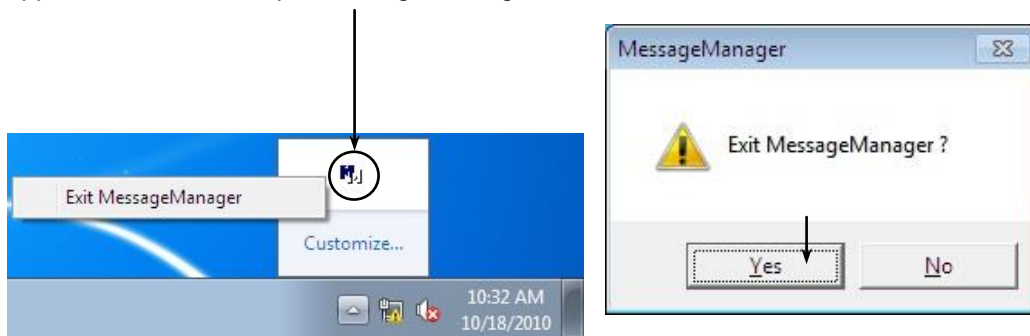 Exit MessageManager
Customize...
10:32 AM
10/18/2010
MessageManager
Exit MessageManager ?
Yes
No